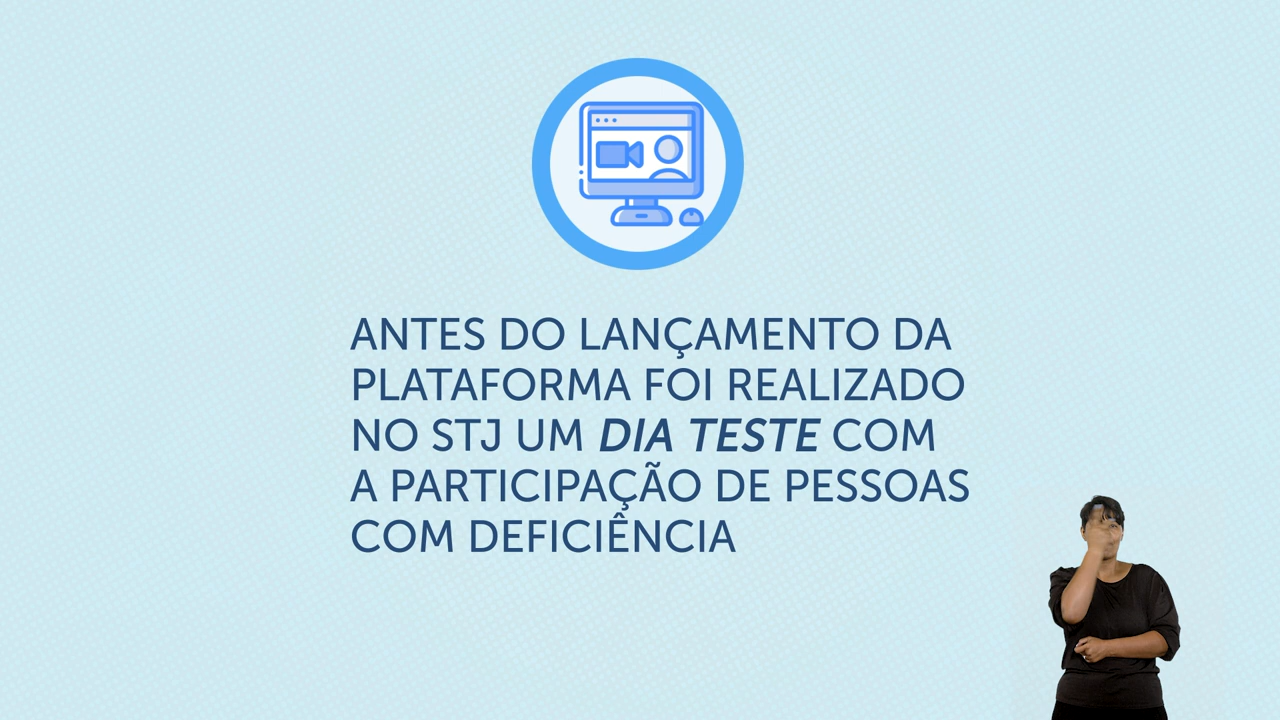 ANTES DO LANÇAMENTO DA
PLATAFORMA FOI REALIZADO
NO STJ UM DIA TESTE COM
A PARTICIPAÇÃO DE PESSOAS
COM DEFICIÊNCIA